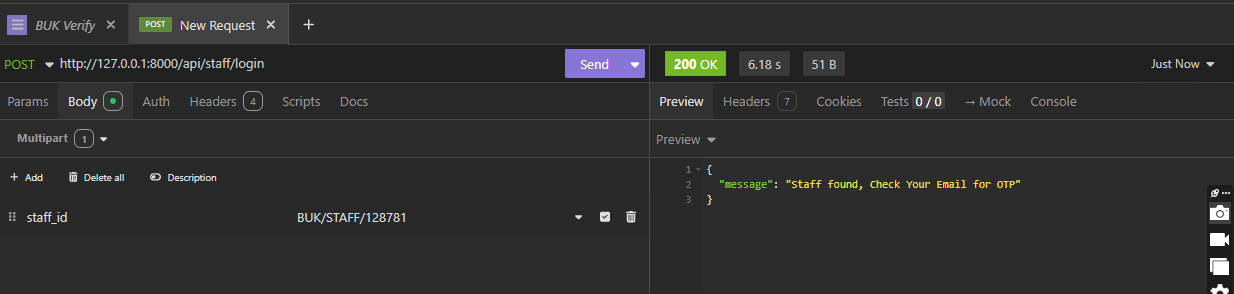 BUK Verify
POST New Request
POST http://127.0.0.1:8000/api/staff/login Send
200 OK 6.18 s 51 B Just Now
Params Body Auth Headers 4 Scripts Docs
Preview Headers 7 Cookies Tests 0 / 0 → Mock Console
Multipart 1
Preview
+ Add Delete all Description
staff_id BUK/STAFF/128781
1 {
2 "message": "Staff found, Check Your Email for OTP"
3 }